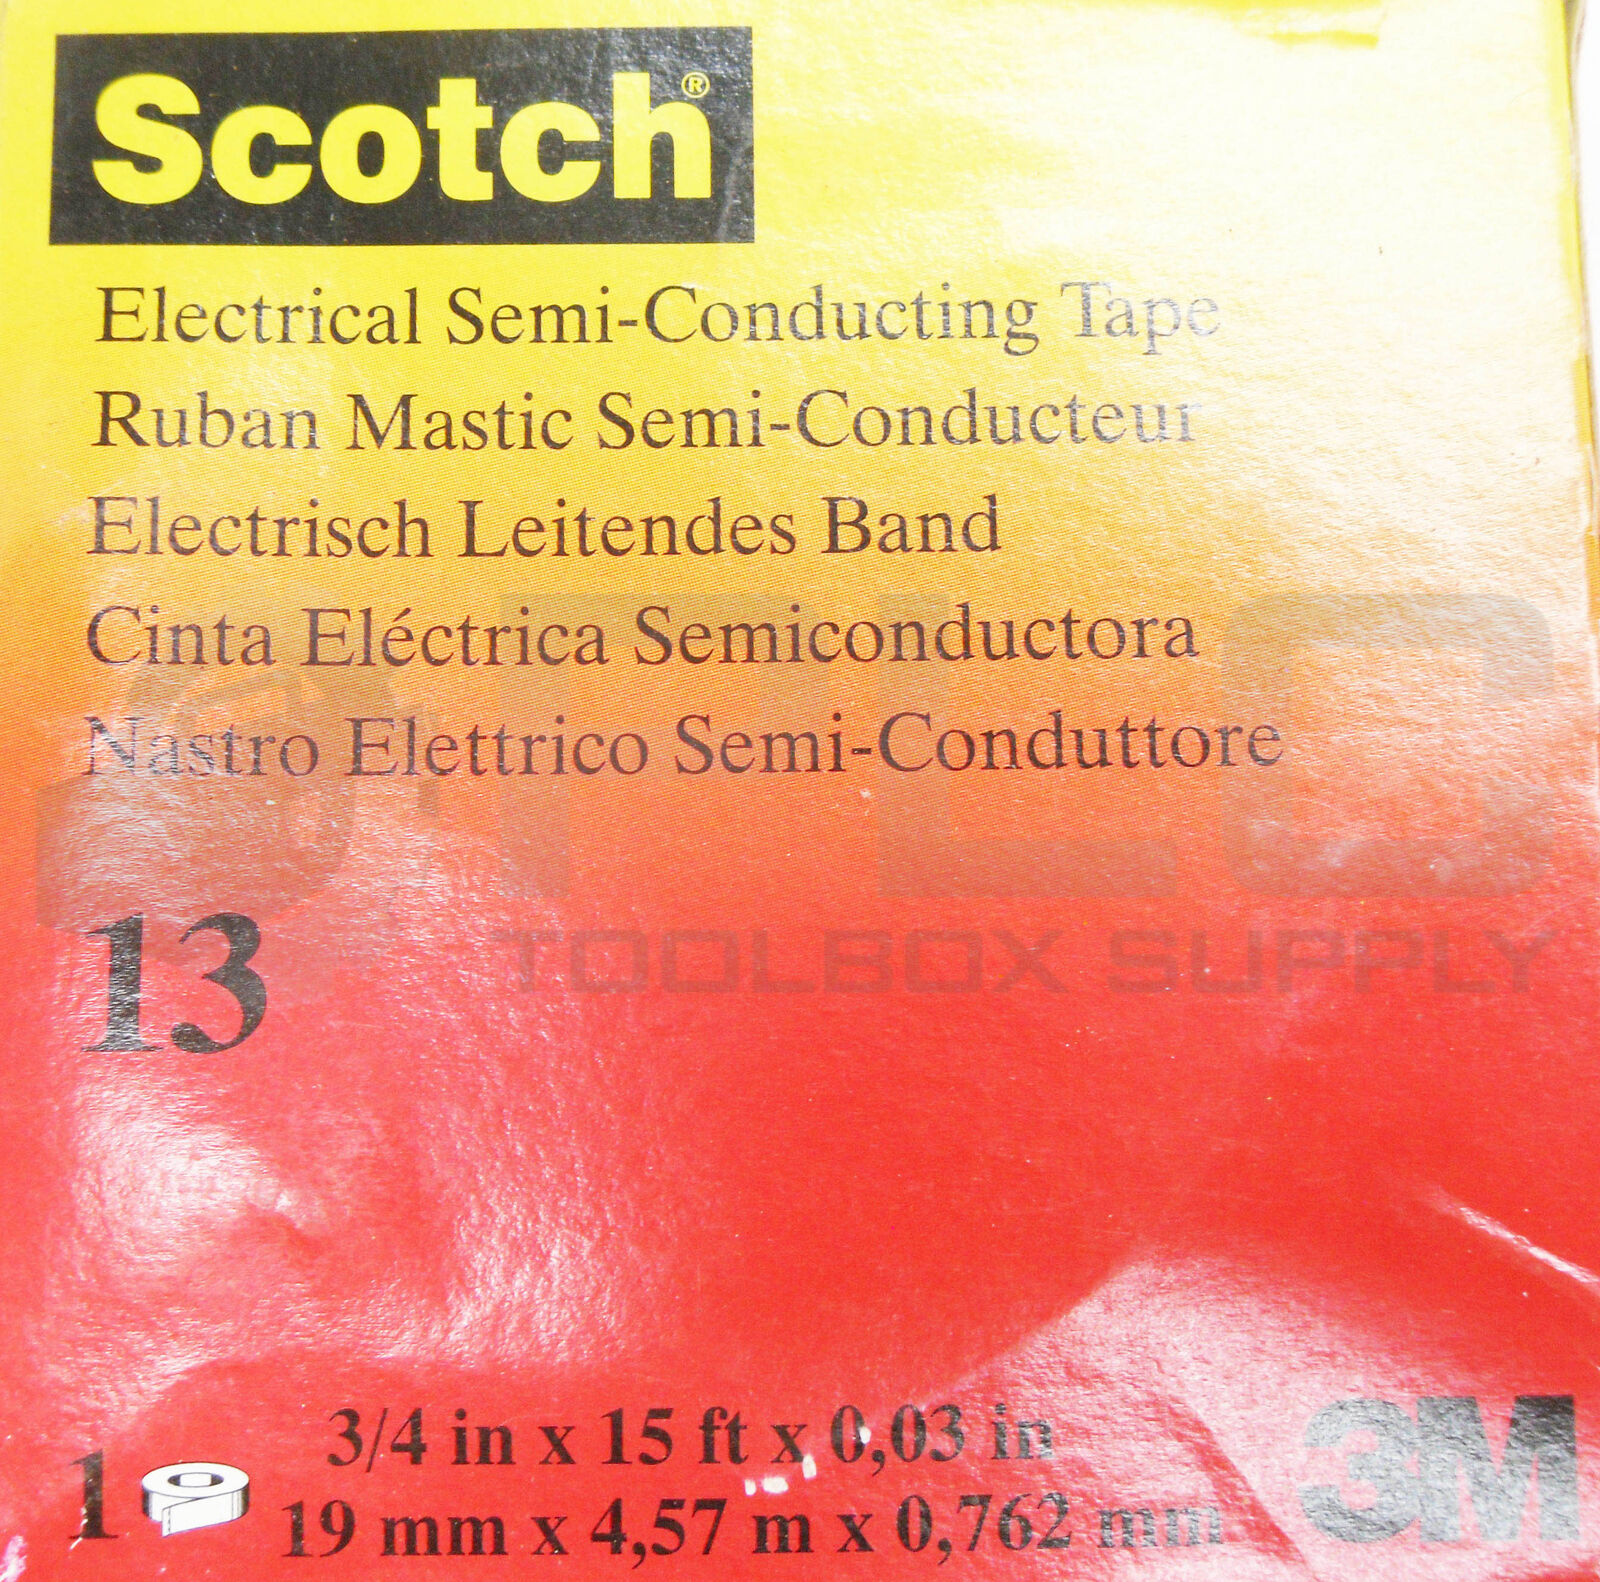 Scotch®
Electrical Semi-Conducting Tape
Ruban Mastic Semi-Conducteur
Electrisch Leitendes Band
Cinta Eléctrica Semiconductora
Nastro Elettrico Semi-Conduttore
TLC
13
TOOLBOX SUPPLY
3/4 in x 15 ft x 0,03 in
1
19 mm x 4,57 m x 0,762 mm
3M